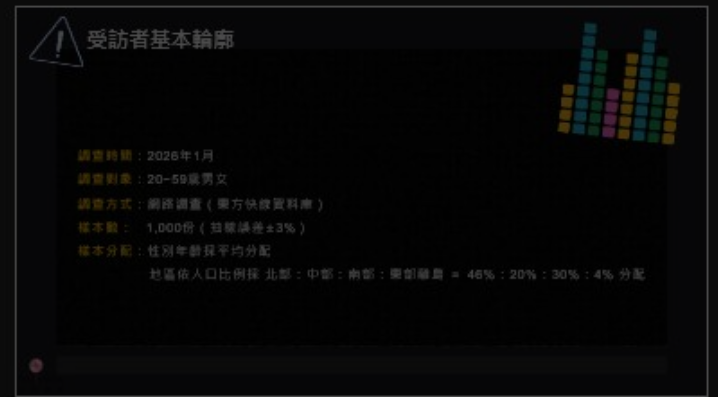 受訪者基本輪廓
調查時間：2026年1月
調查對象：20-59歲男女
調查方式：網路調查（東方快線資料庫）
樣本數： 1,000份（抽樣誤差±3%）
樣本分配：性別年齡採平均分配
地區依人口比例採 北部：中部：南部：東部離島 = 46%：20%：30%：4% 分配